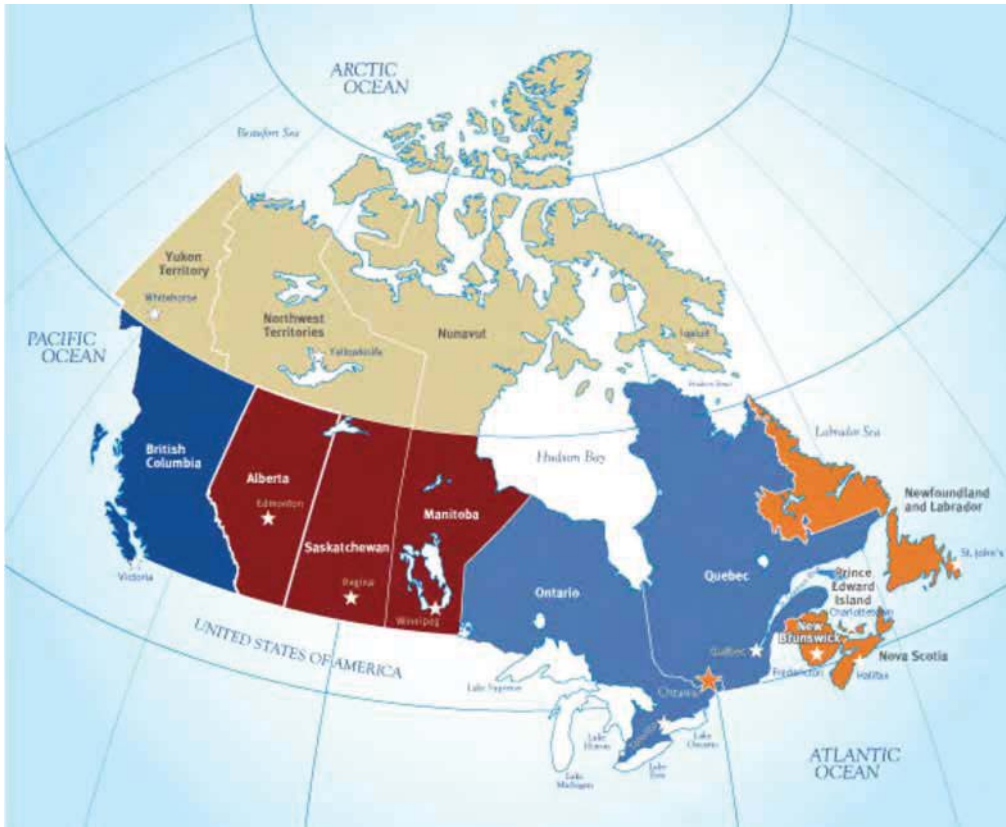 ARCTIC
OCEAN
Beaufort Sea
Yukon
Territory
Whitehorse
Northwest
Territories
Yellowknife
Nunavut
Iqaluit
PACIFIC
OCEAN
British
Columbia
Victoria
Alberta
Edmonton
Saskatchewan
Regina
Manitoba
Winnipeg
Hudson Bay
Labrador Sea
Newfoundland
and Labrador
St. John's
Ontario
Quebec
Québec
Prince
Edward
Island
Charlottetown
New
Brunswick
Fredericton
Nova Scotia
Halifax
Ottawa
UNITED STATES OF AMERICA
Lake Superior
Lake
Michigan
Lake
Huron
Toronto
Lake
Erie
Lake
Ontario
ATLANTIC
OCEAN